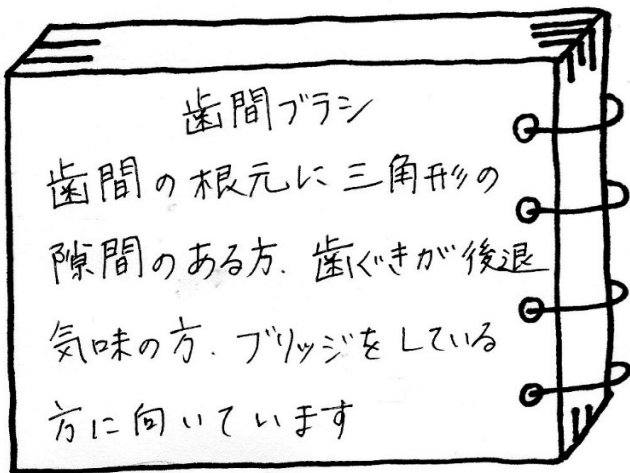 歯間ブラシ
歯間の根元に三角形の
隙間のある方、歯ぐきが後退
気味の方、ブリッジをしている
方に向いています